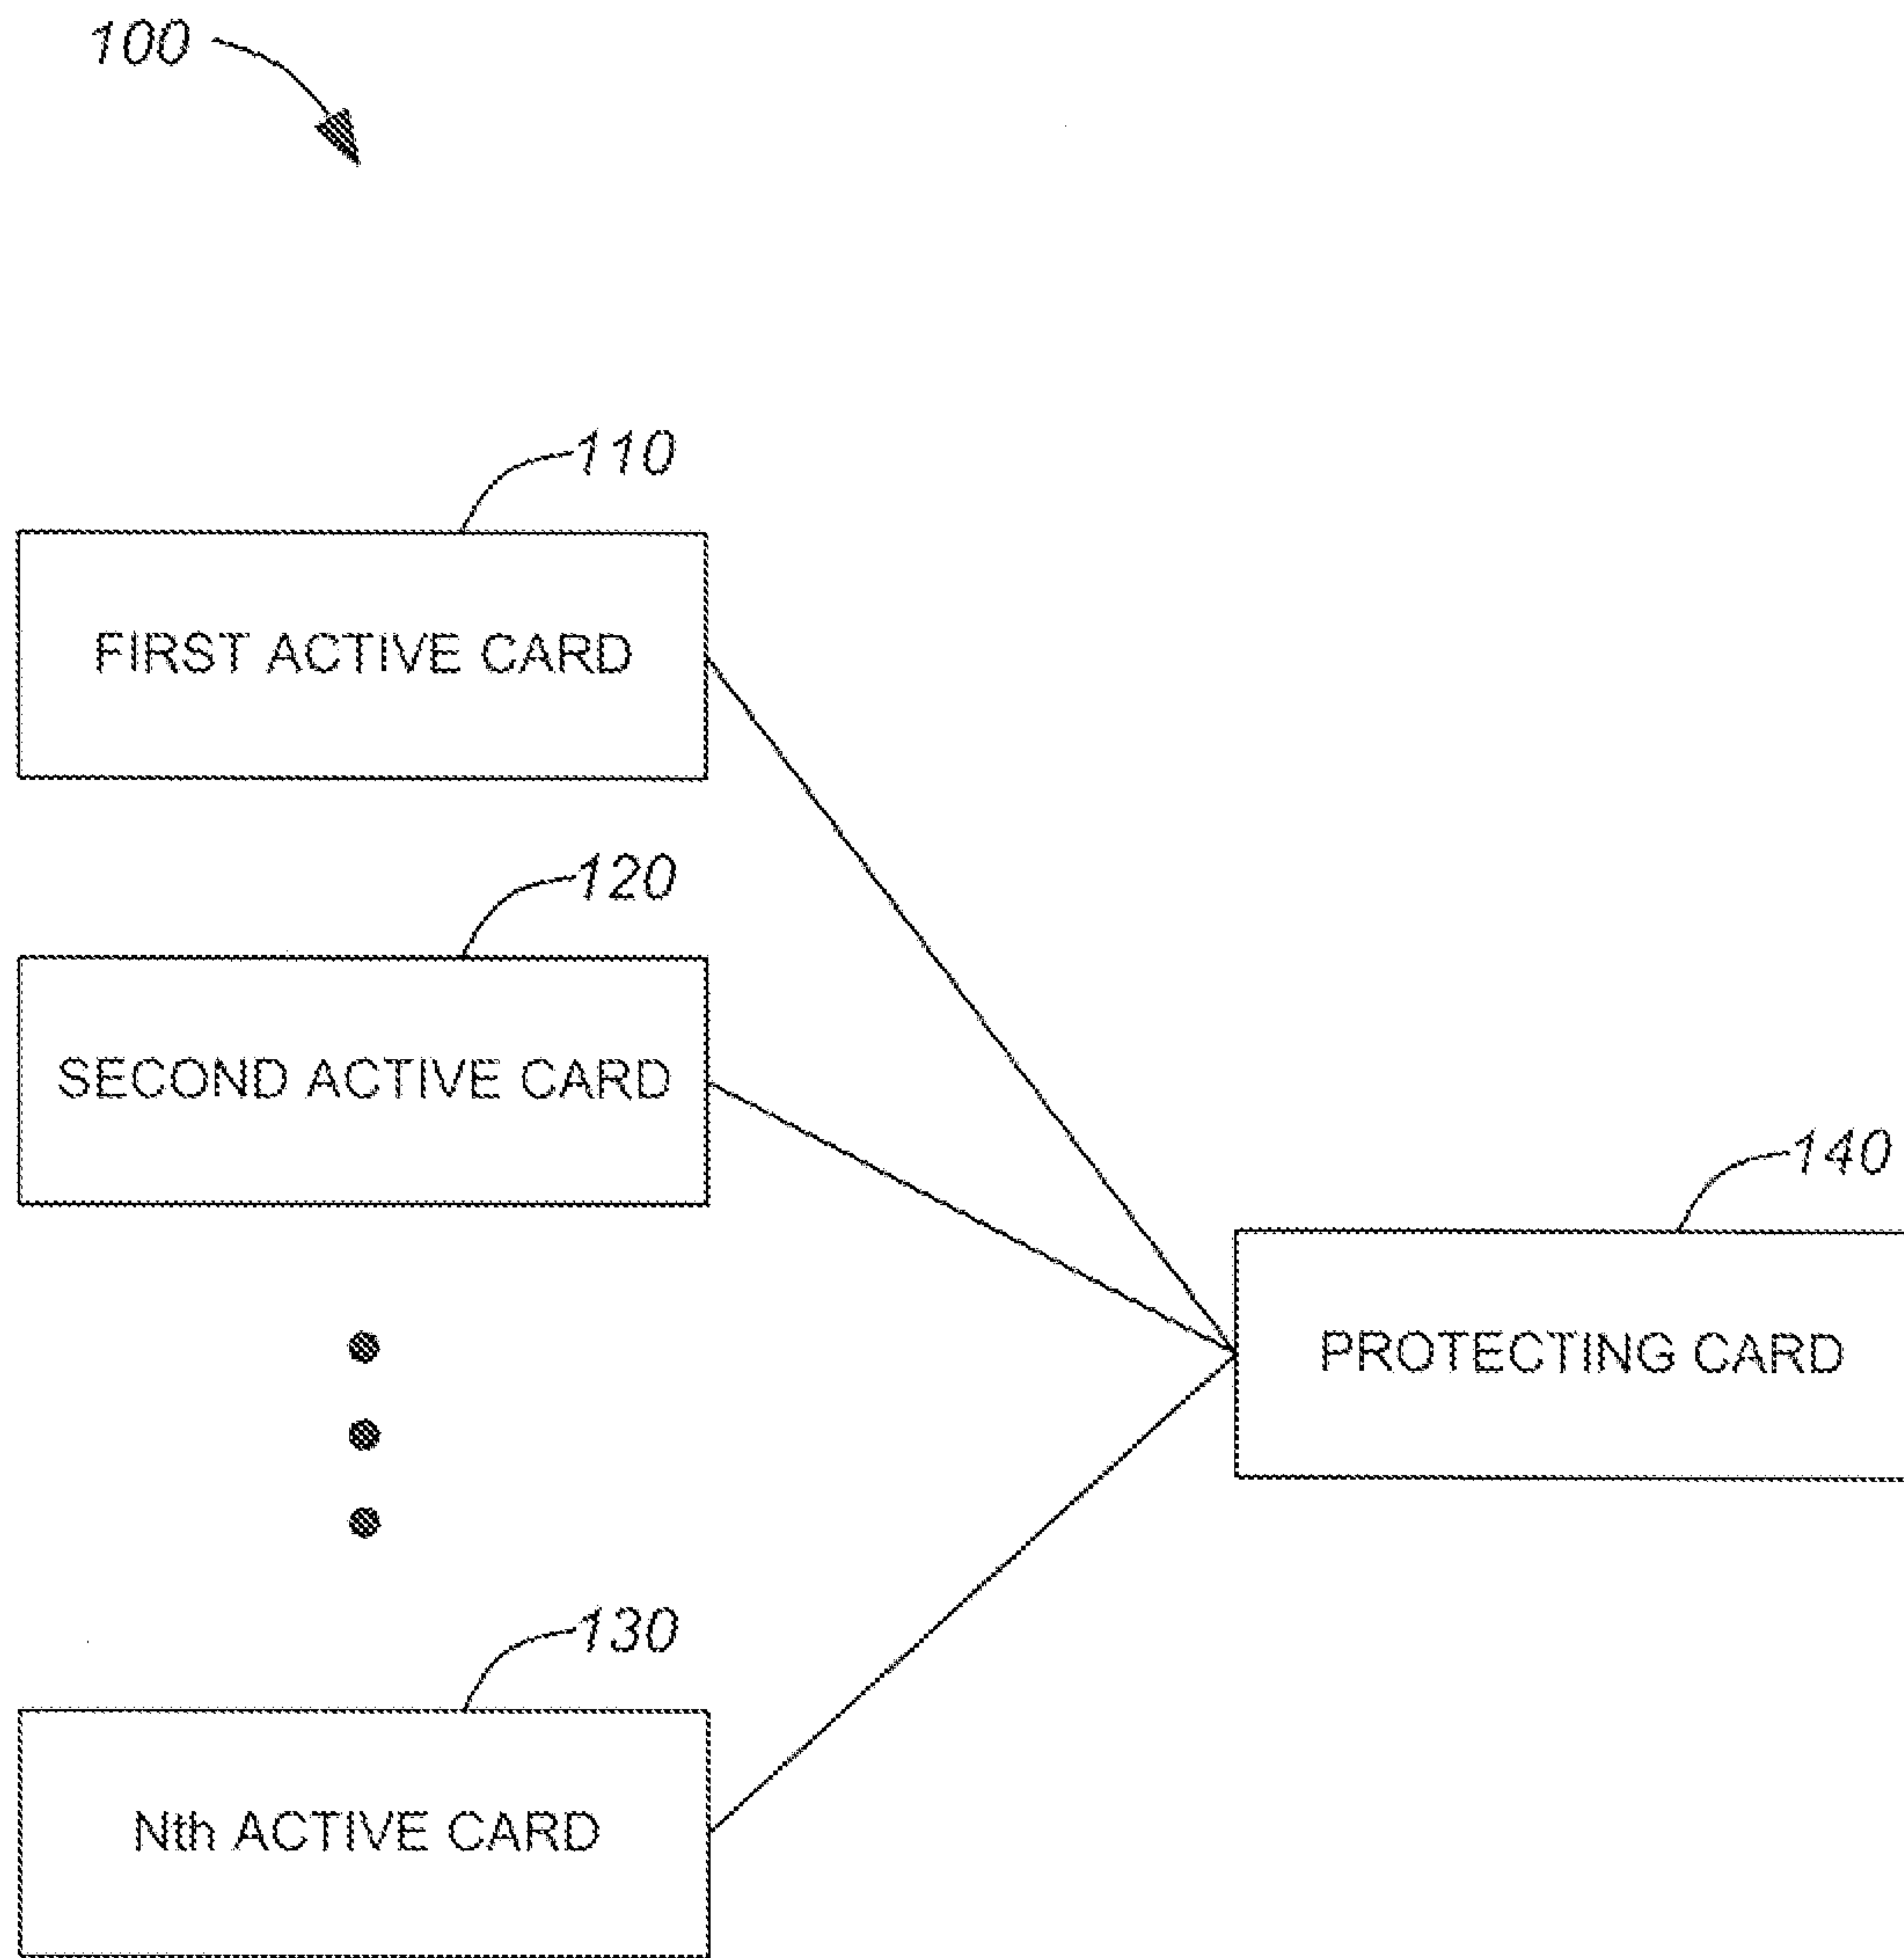 100
110
FIRST ACTIVE CARD
120
SECOND ACTIVE CARD
140
PROTECTING CARD
130
Nth ACTIVE CARD